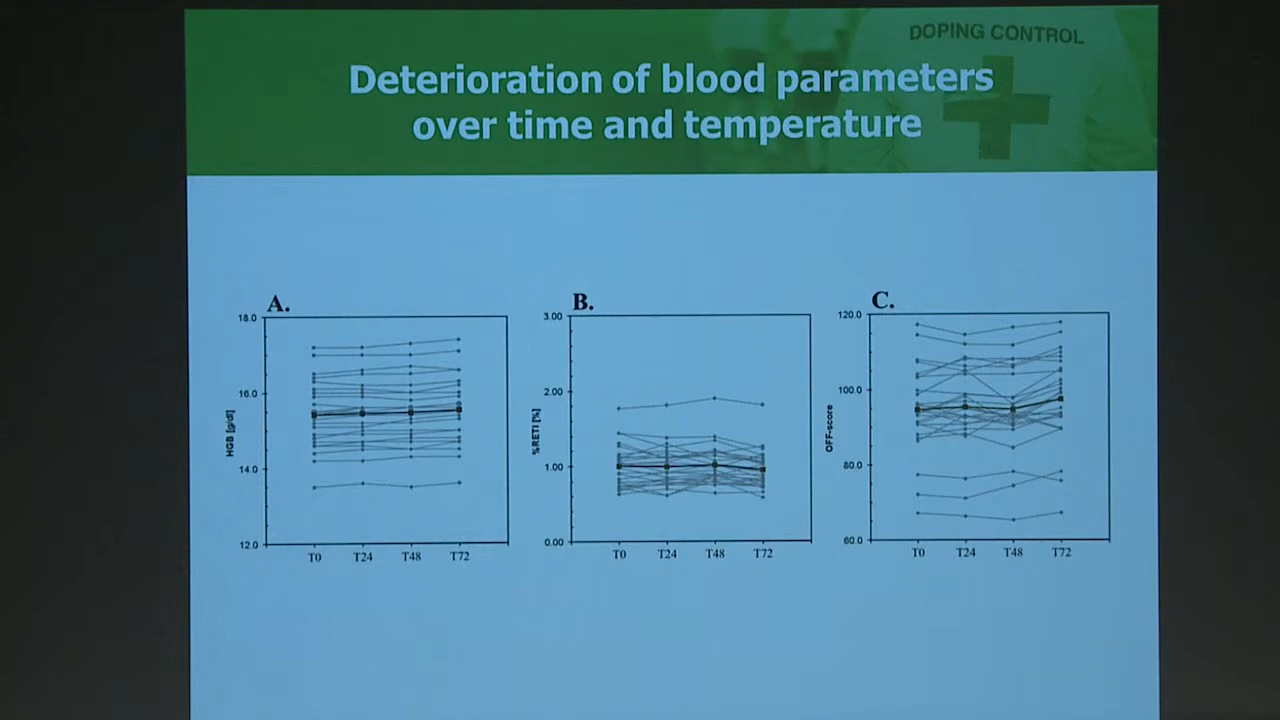 DOPING CONTROL
Deterioration of blood parameters
over time and temperature
A.
18.0
16.0
14.0
12.0
HGB [g/dl]
T0 T24 T48 T72
B.
3.00
2.00
1.00
0.00
%RETI [%]
T0 T24 T48 T72
C.
120.0
100.0
80.0
60.0
OFF-score
T0 T24 T48 T72